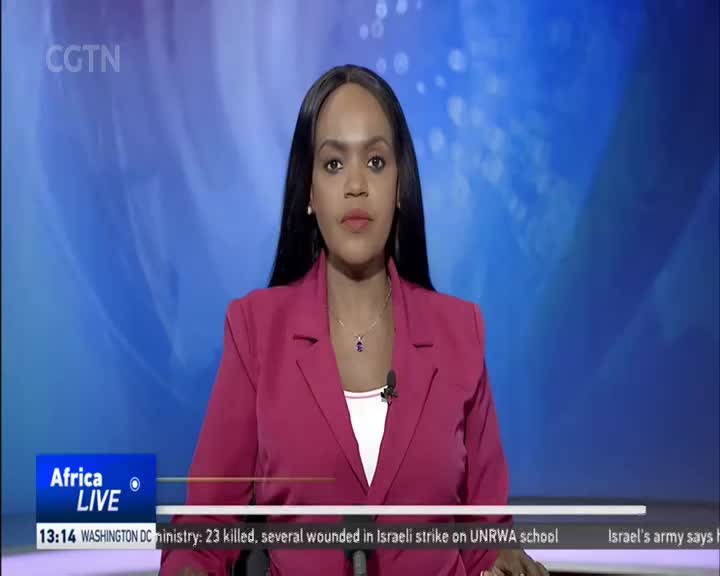 CGTN
Africa
LIVE
13:14 WASHINGTON DC
ministry: 23 killed, several wounded in Israeli strike on UNRWA school Israel's army says